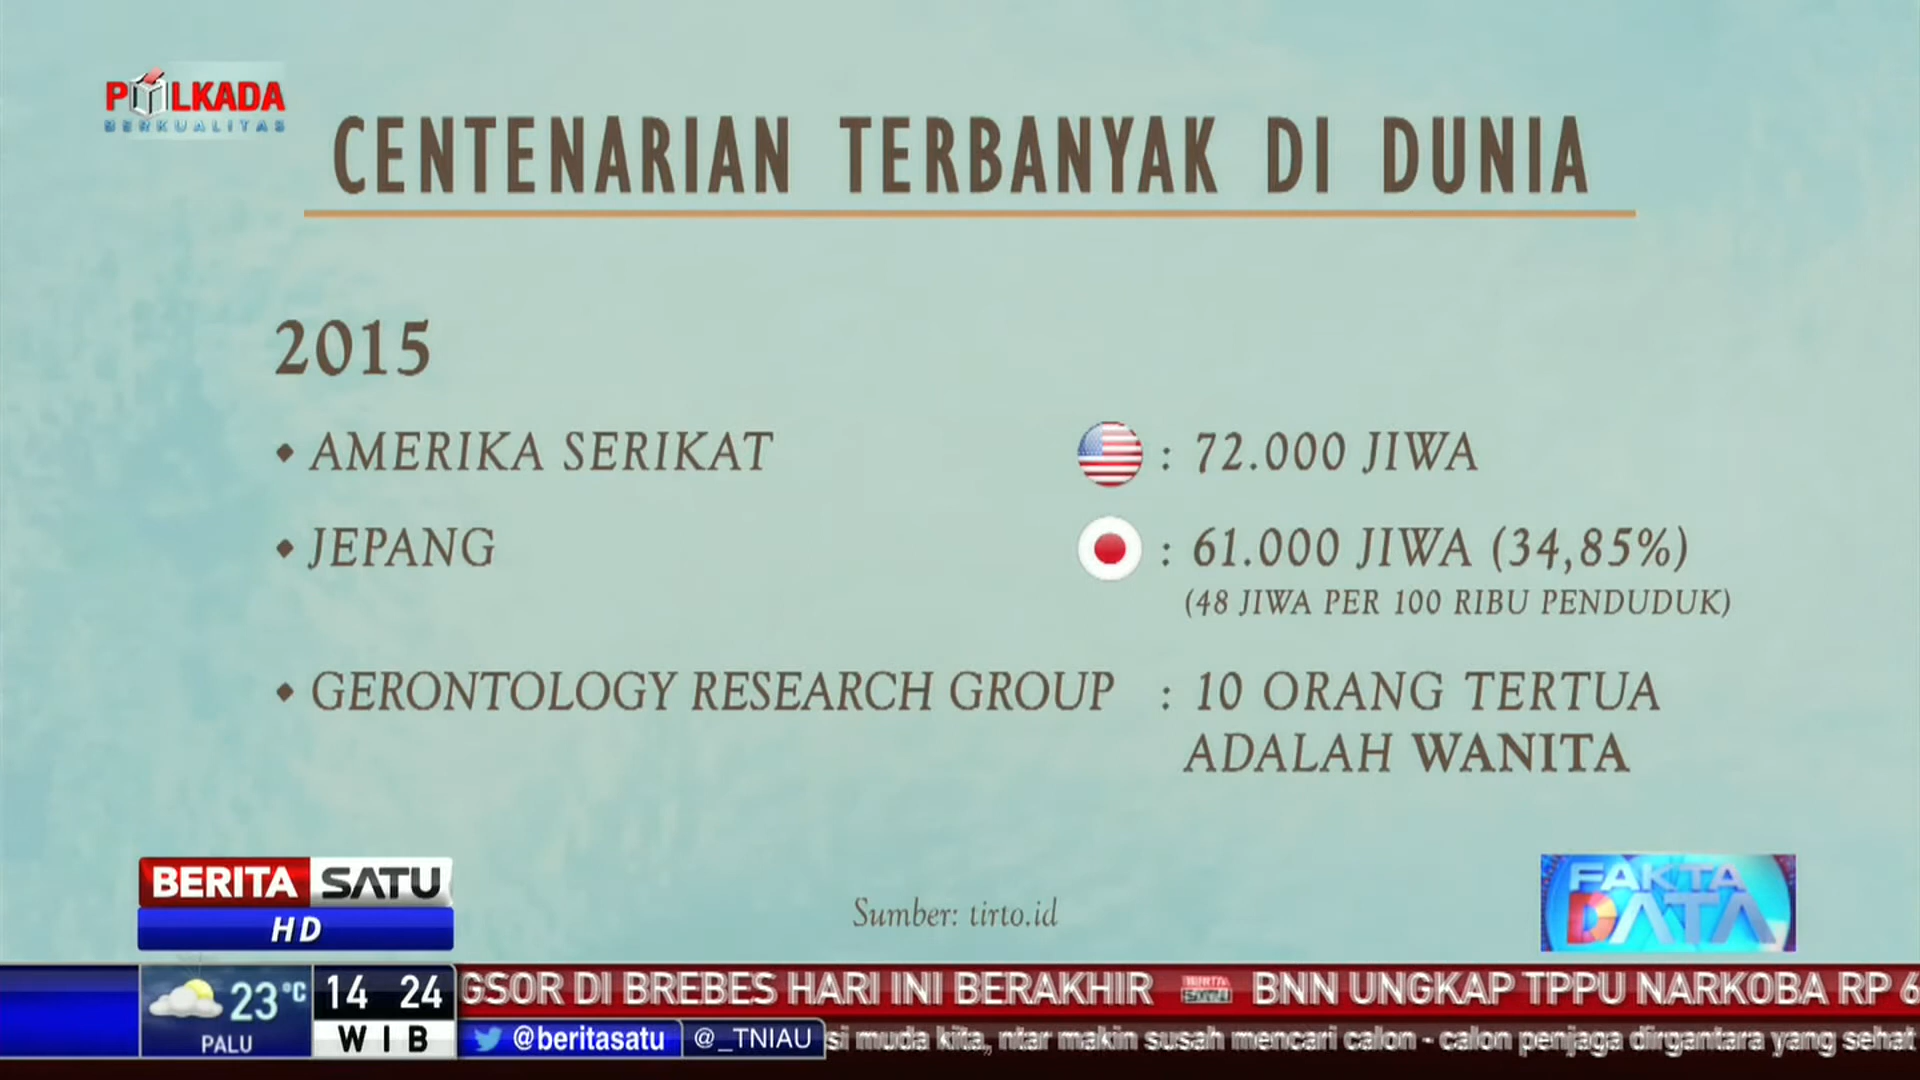 PILKADA
BERKUALITAS
CENTENARIAN TERBANYAK DI DUNIA
2015
• AMERIKA SERIKAT : 72.000 JIWA
• JEPANG : 61.000 JIWA (34,85%)
(48 JIWA PER 100 RIBU PENDUDUK)
• GERONTOLOGY RESEARCH GROUP : 10 ORANG TERTUA
ADALAH WANITA
BERITA SATU
HD
Sumber: tirto.id
FAKTA
DATA
23°C
PALU
14 24
WIB
GSOR DI BREBES HARI INI BERAKHIR BERITA SATU BNN UNGKAP TPPU NARKOBA RP 6
@beritasatu @_TNIAU si muda kita, ntar makin susah mencari calon - calon penjaga dirgantara yang sehat